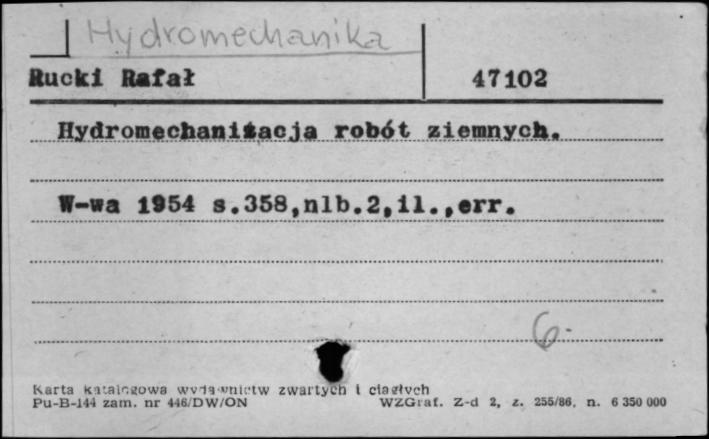 Hydromechanika
Rucki Rafał 47102
Hydromechanizacja robót ziemnych.
W-wa 1954 s.358,nlb.2,il.,err.
6.
Karta katalogowa wydawnictw zwartych i ciągłych
Pu-B-144 zam. nr 446/DW/ON WZGraf. Z-d 2, z. 255/86, n. 6 350 000